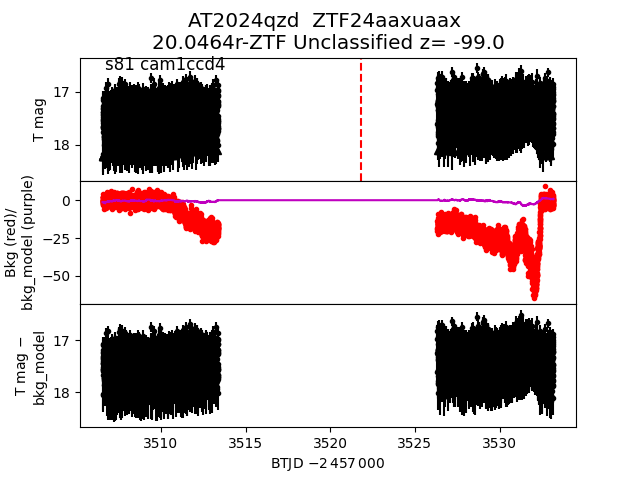 AT2024qzd  ZTF24aaxuaax
20.0464r-ZTF Unclassified z= -99.0
s81 cam1ccd4
T mag
17
18
Bkg (red)/
bkg_model (purple)
0
−25
−50
T mag −
bkg_model
17
18
3510 3515 3520 3525 3530
BTJD −2 457 000